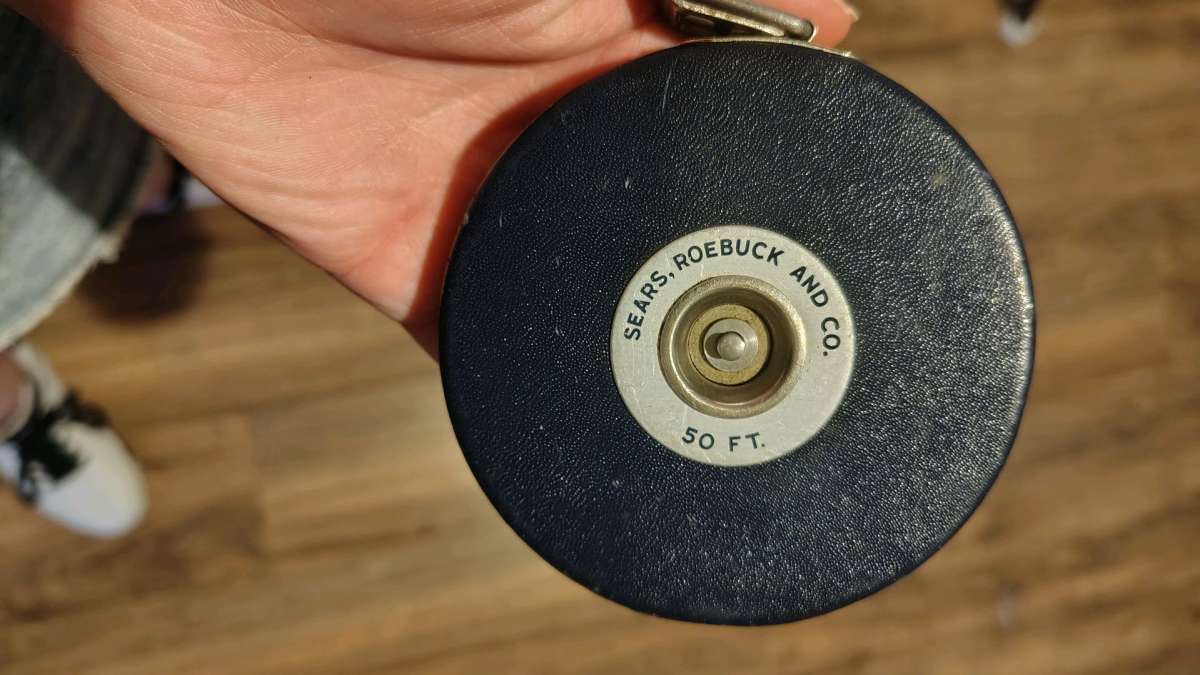 SEARS, ROEBUCK AND CO.
50 FT.